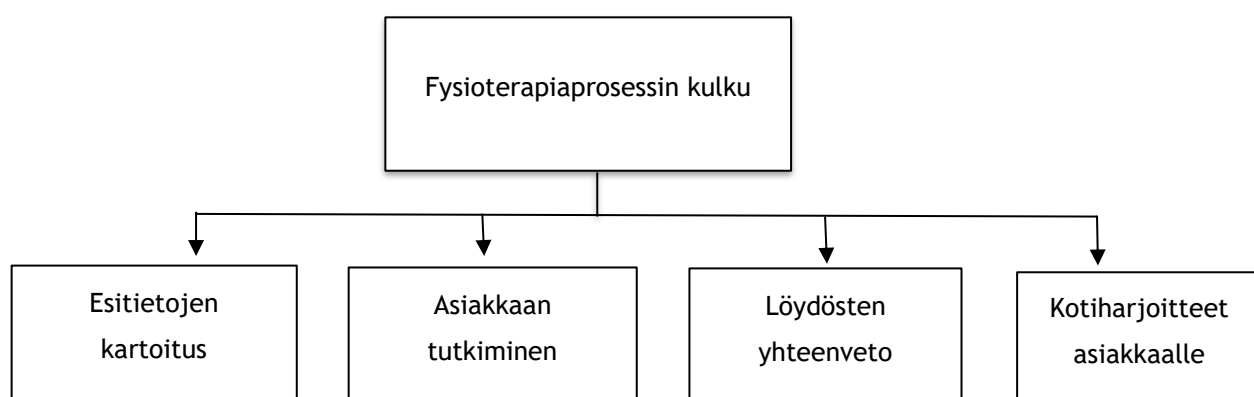 Fysioterapiaprosessin kulku
Esitietojen
kartoitus
Asiakkaan
tutkiminen
Löydösten
yhteenveto
Kotiharjoitteet
asiakkaalle